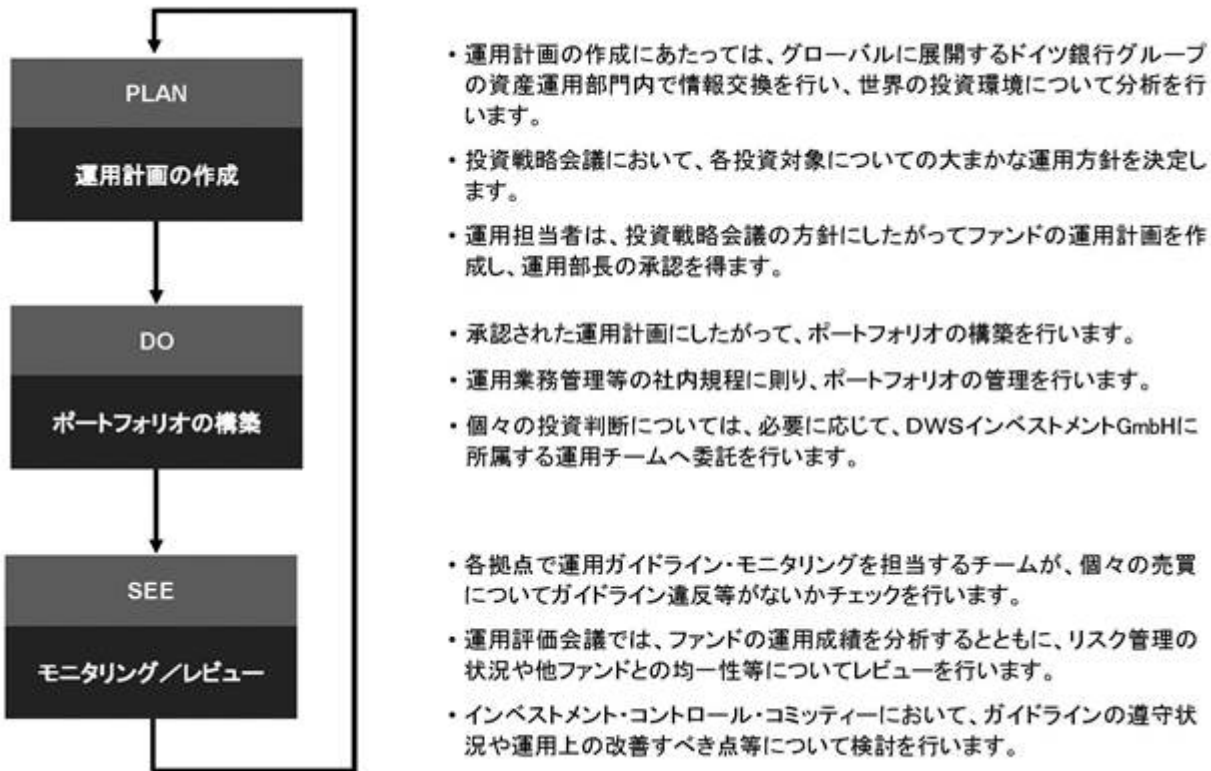 PLAN
運用計画の作成
・運用計画の作成にあたっては、グローバルに展開するドイツ銀行グループ
の資産運用部門内で情報交換を行い、世界の投資環境について分析を行
います。
・投資戦略会議において、各投資対象についての大まかな運用方針を決定し
ます。
・運用担当者は、投資戦略会議の方針にしたがってファンドの運用計画を作
成し、運用部長の承認を得ます。
DO
ポートフォリオの構築
・承認された運用計画にしたがって、ポートフォリオの構築を行います。
・運用業務管理等の社内規程に則り、ポートフォリオの管理を行います。
・個々の投資判断については、必要に応じて、DWSインベストメントGmbHに
所属する運用チームへ委託を行います。
SEE
モニタリング／レビュー
・各拠点で運用ガイドライン・モニタリングを担当するチームが、個々の売買
についてガイドライン違反等がないかチェックを行います。
・運用評価会議では、ファンドの運用成績を分析するとともに、リスク管理の
状況や他ファンドとの均一性等についてレビューを行います。
・インベストメント・コントロール・コミッティーにおいて、ガイドラインの遵守状
況や運用上の改善すべき点等について検討を行います。